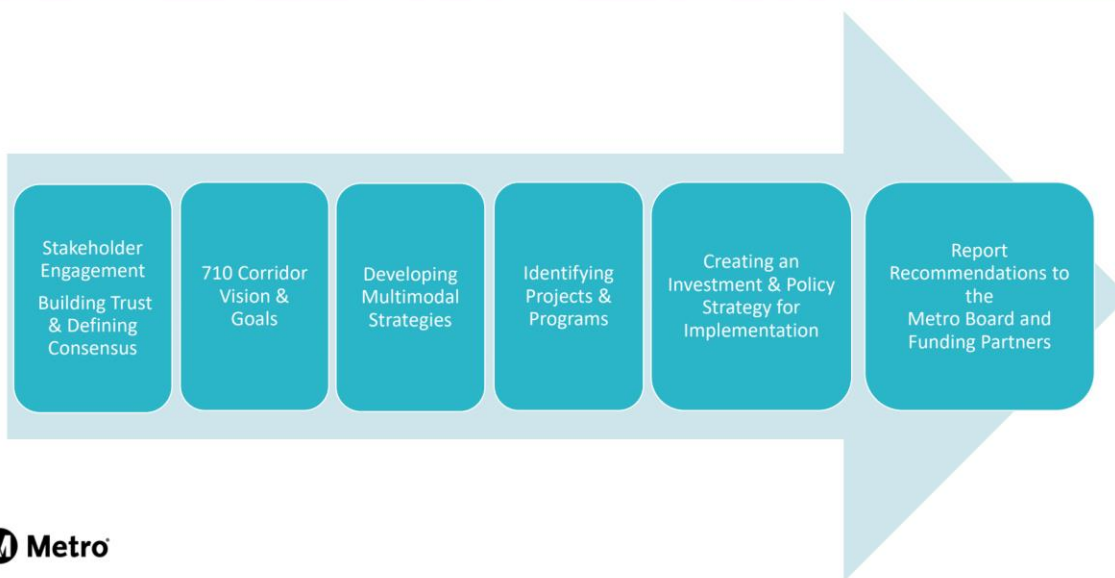 Stakeholder
Engagement
Building Trust
& Defining
Consensus
710 Corridor
Vision &
Goals
Developing
Multimodal
Strategies
Identifying
Projects &
Programs
Creating an
Investment & Policy
Strategy for
Implementation
Report
Recommendations to
the
Metro Board and
Funding Partners
M Metro